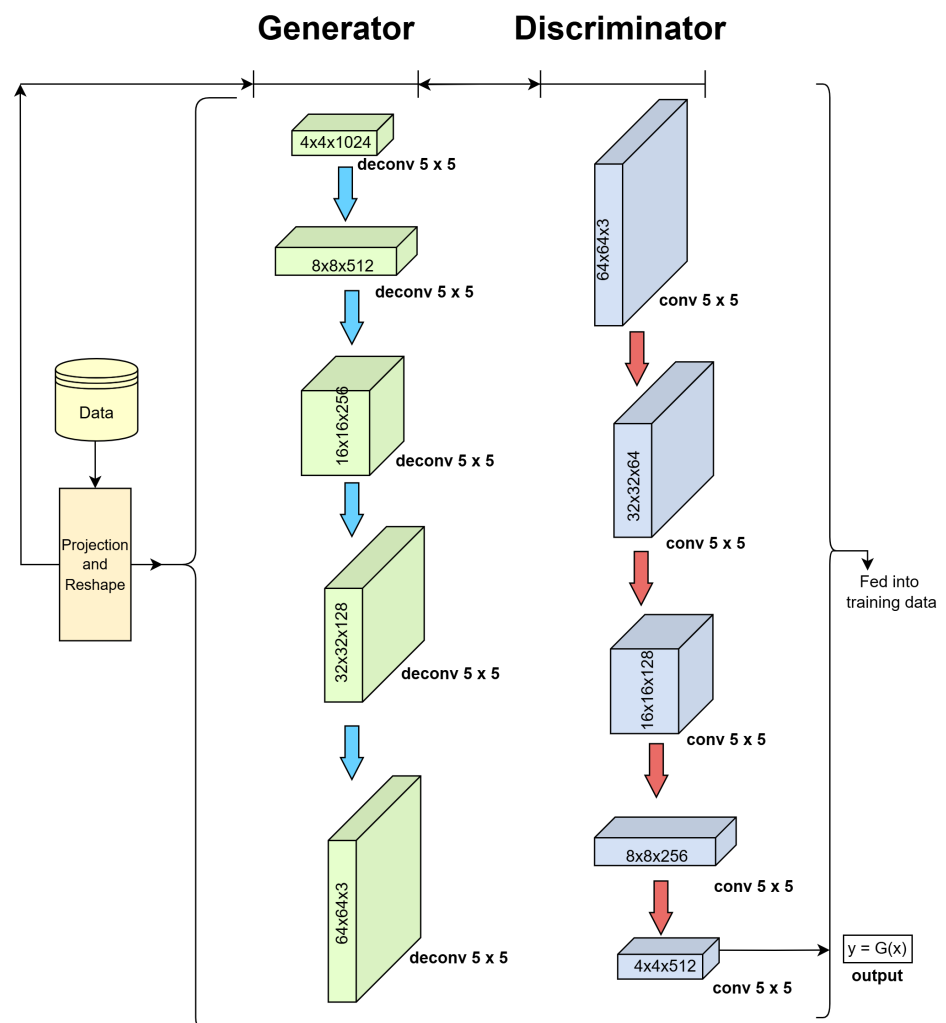 Generator
Discriminator
4x4x1024
deconv 5 x 5
8x8x512
deconv 5 x 5
16x16x256
deconv 5 x 5
32x32x128
deconv 5 x 5
64x64x3
deconv 5 x 5
64x64x3
conv 5 x 5
32x32x64
conv 5 x 5
16x16x128
conv 5 x 5
8x8x256
conv 5 x 5
4x4x512
conv 5 x 5
Data
Projection
and
Reshape
Fed into
training data
y = G(x)
output